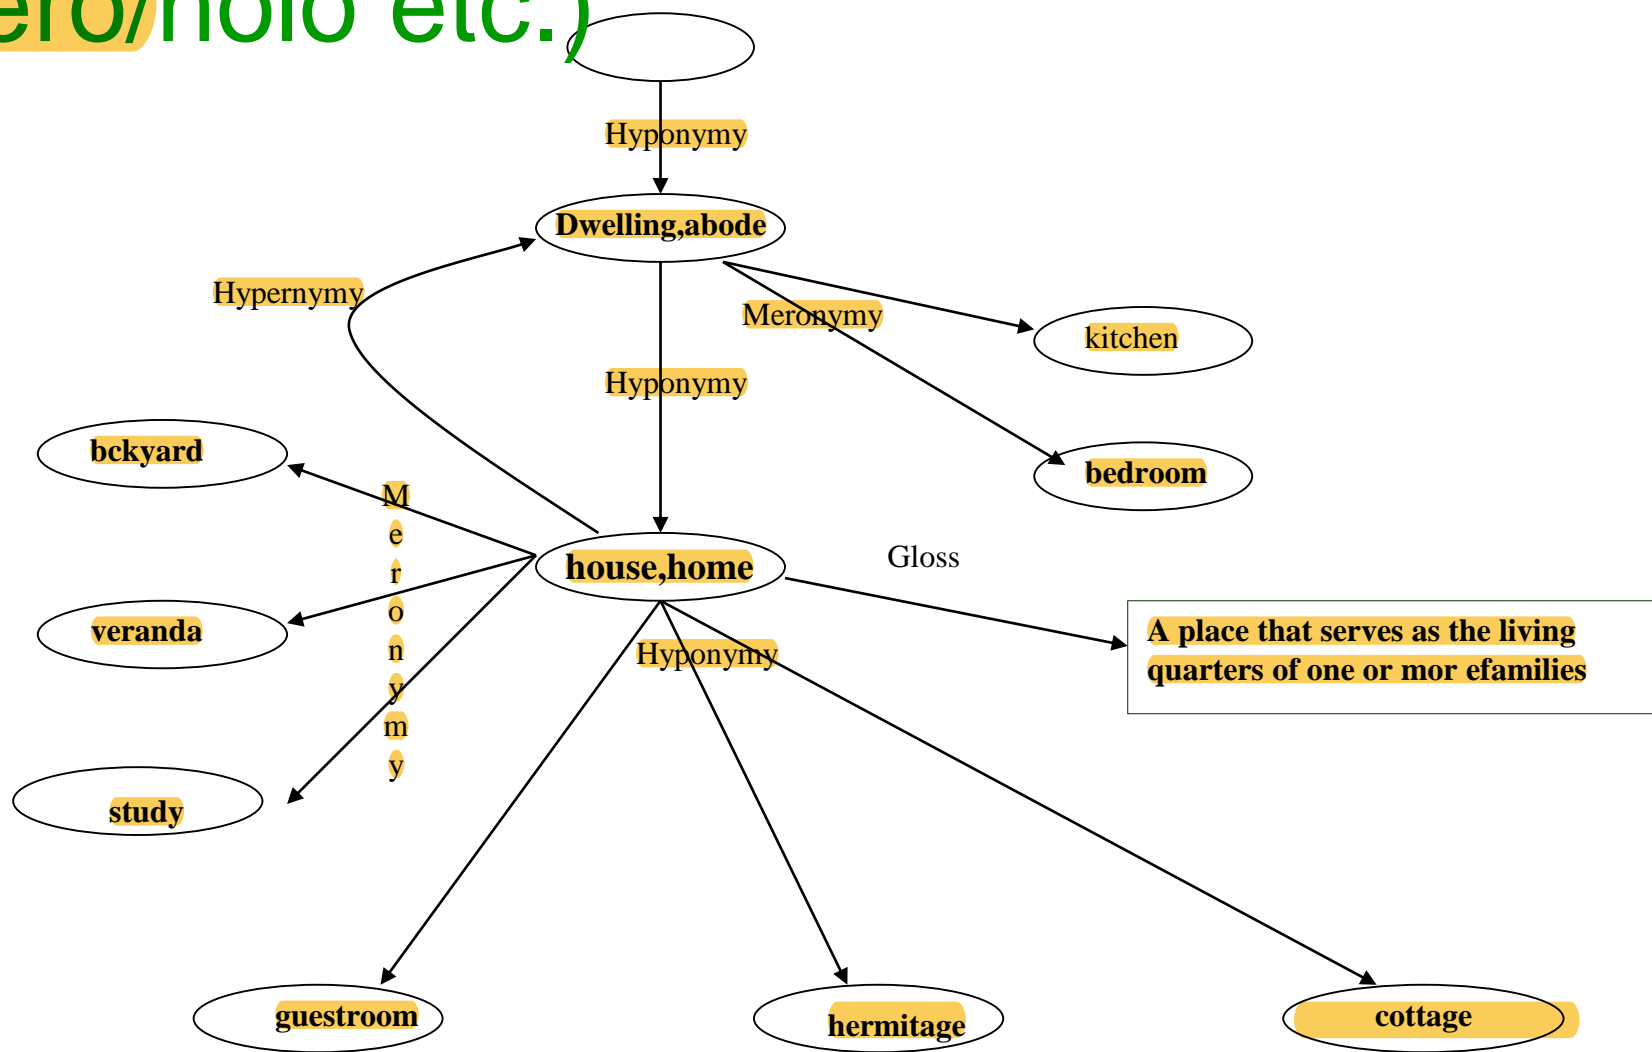 ero/holo etc.)
Hyponymy
Dwelling,abode
Hypernymy
Meronymy
kitchen
Hyponymy
bckyard
bedroom
Meronymy
Gloss
house,home
veranda
A place that serves as the living
quarters of one or mor efamilies
Hyponymy
study
guestroom
hermitage
cottage